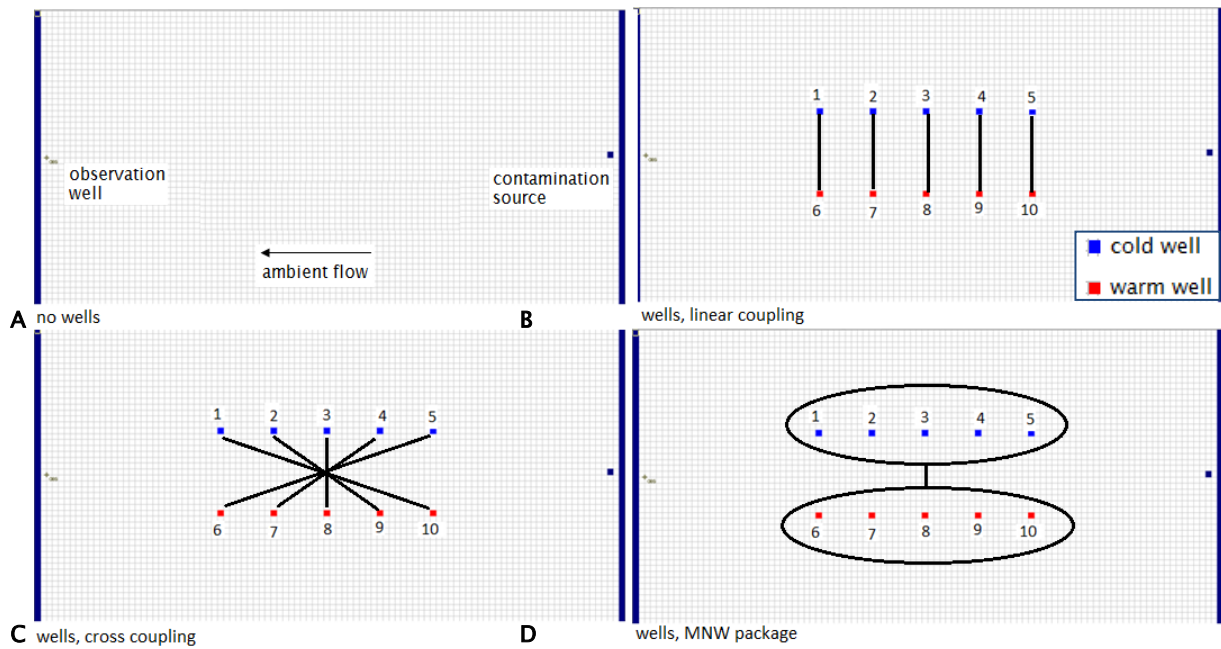 observation
well
contamination
source
ambient flow
A no wells
1 2 3 4 5
6 7 8 9 10
cold well
warm well
B wells, linear coupling
1 2 3 4 5
6 7 8 9 10
C wells, cross coupling
1 2 3 4 5
6 7 8 9 10
D wells, MNW package